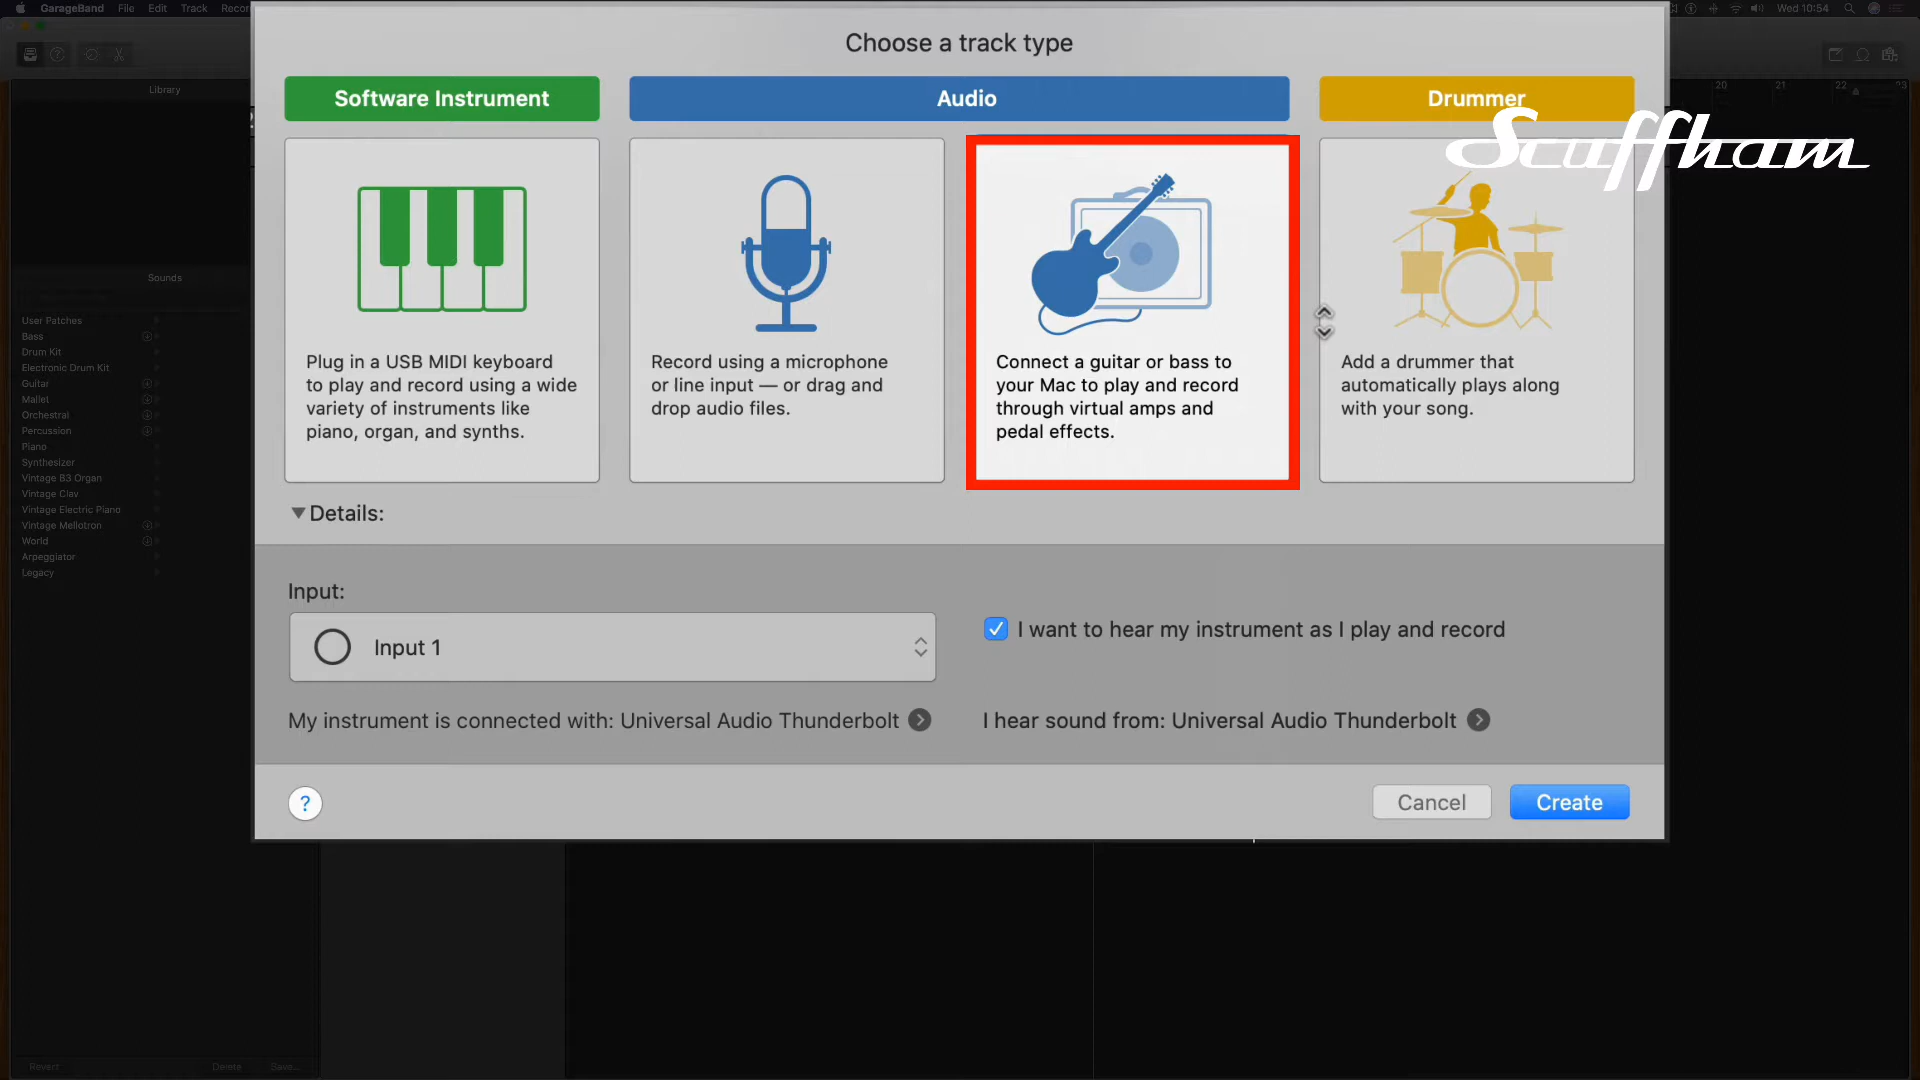 GarageBand File Edit Track
Wed 10:54
Library
20 21 22
Choose a track type
Software Instrument
Audio
Drummer
Scuffham
Plug in a USB MIDI keyboard
to play and record using a wide
variety of instruments like
piano, organ, and synths.
Record using a microphone
or line input — or drag and
drop audio files.
Connect a guitar or bass to
your Mac to play and record
through virtual amps and
pedal effects.
Add a drummer that
automatically plays along
with your song.
Sounds
User Patches
Bass
Drum Kit
Electronic Drum Kit
Guitar
Mallet
Orchestral
Percussion
Piano
Synthesizer
Vintage B3 Organ
Vintage Clav
Vintage Electric Piano
Vintage Mellotron
World
Arpeggiator
Legacy
Details:
Input:
Input 1
I want to hear my instrument as I play and record
My instrument is connected with: Universal Audio Thunderbolt
I hear sound from: Universal Audio Thunderbolt
?
Cancel
Create
Revert
Delete
Save...